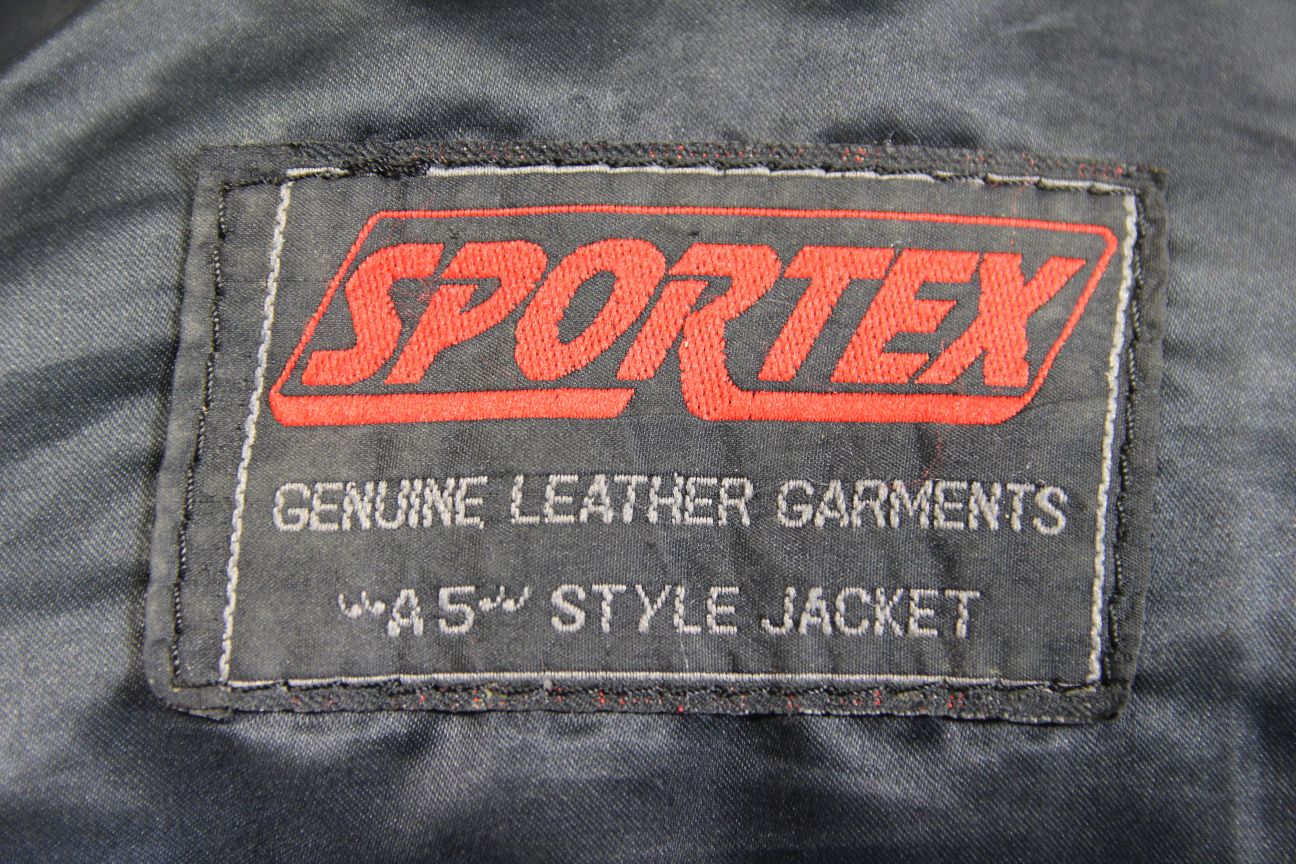 SPORTEX
GENUINE LEATHER GARMENTS
"A5" STYLE JACKET